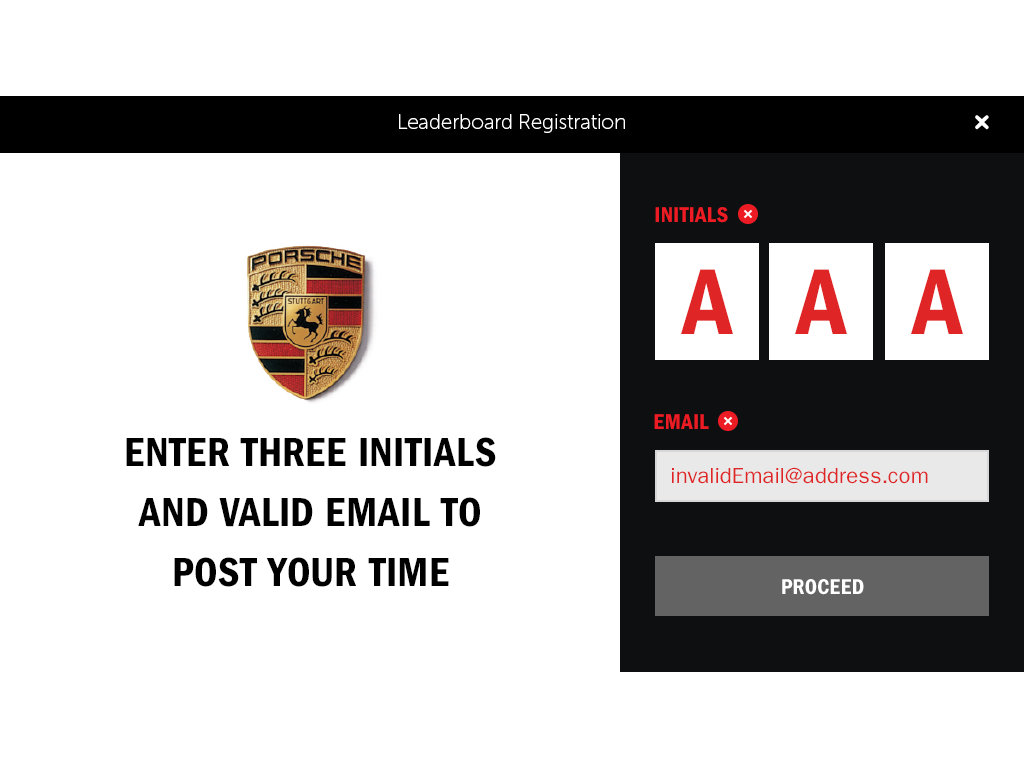 Leaderboard Registration
PORSCHE
STUTTGART
ENTER THREE INITIALS
AND VALID EMAIL TO
POST YOUR TIME
INITIALS
A A A
EMAIL
invalidEmail@address.com
PROCEED